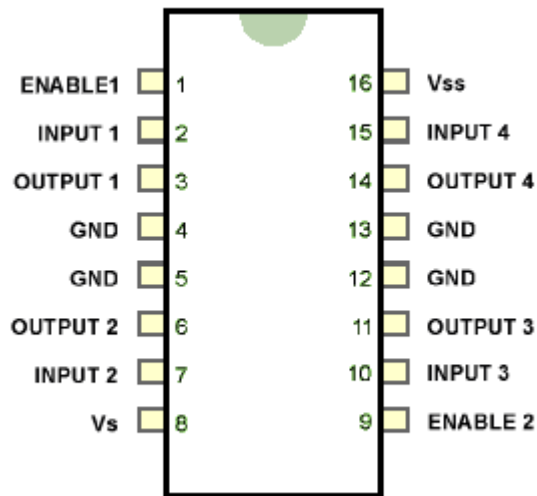 ENABLE1 1 16 Vss
INPUT 1 2 15 INPUT 4
OUTPUT 1 3 14 OUTPUT 4
GND 4 13 GND
GND 5 12 GND
OUTPUT 2 6 11 OUTPUT 3
INPUT 2 7 10 INPUT 3
Vs 8 9 ENABLE 2